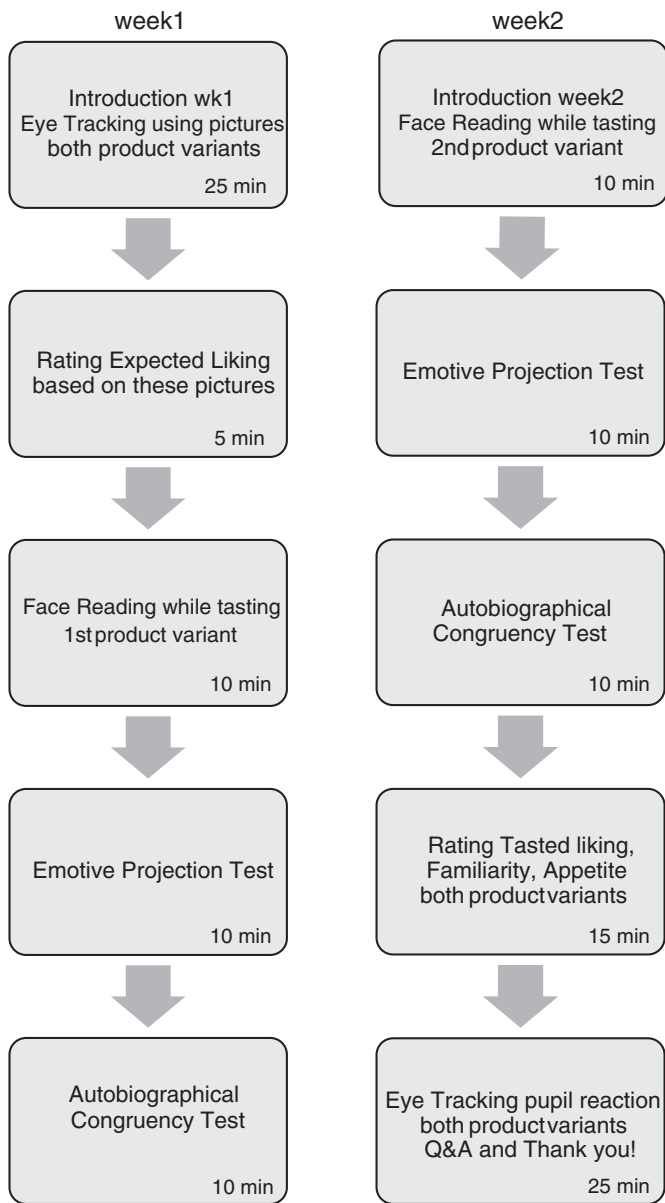 week1
Introduction wk1
Eye Tracking using pictures
both product variants
25 min
Rating Expected Liking
based on these pictures
5 min
Face Reading while tasting
1st product variant
10 min
Emotive Projection Test
10 min
Autobiographical
Congruency Test
10 min
week2
Introduction week2
Face Reading while tasting
2nd product variant
10 min
Emotive Projection Test
10 min
Autobiographical
Congruency Test
10 min
Rating Tasted liking,
Familiarity, Appetite
both product variants
15 min
Eye Tracking pupil reaction
both product variants
Q&A and Thank you!
25 min